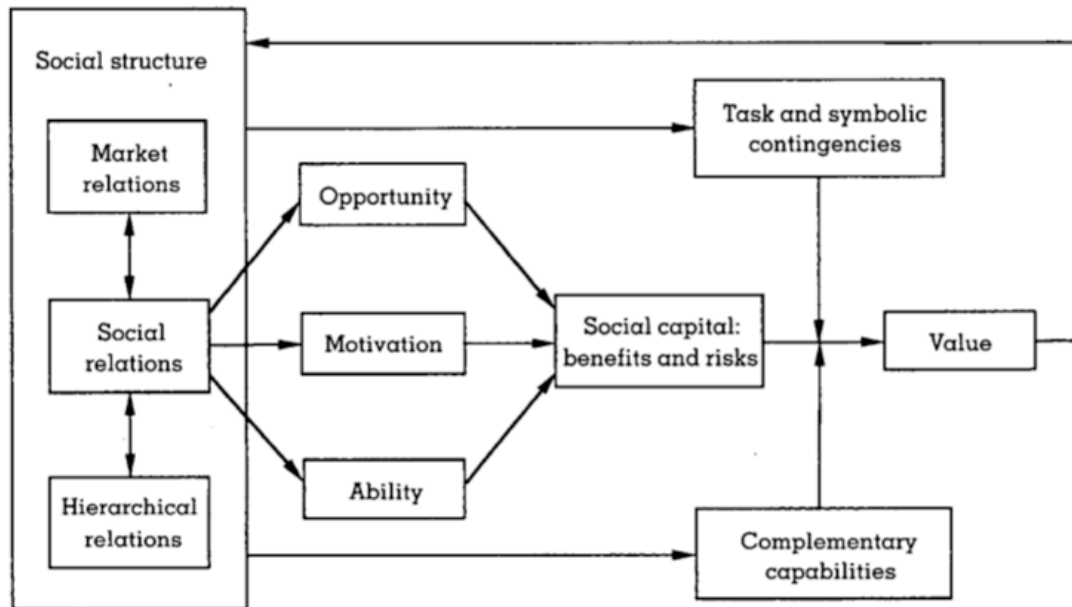 Social structure
Task and symbolic
contingencies
Market
relations
Opportunity
Social
relations
Motivation
Social capital:
benefits and risks
Value
Ability
Hierarchical
relations
Complementary
capabilities